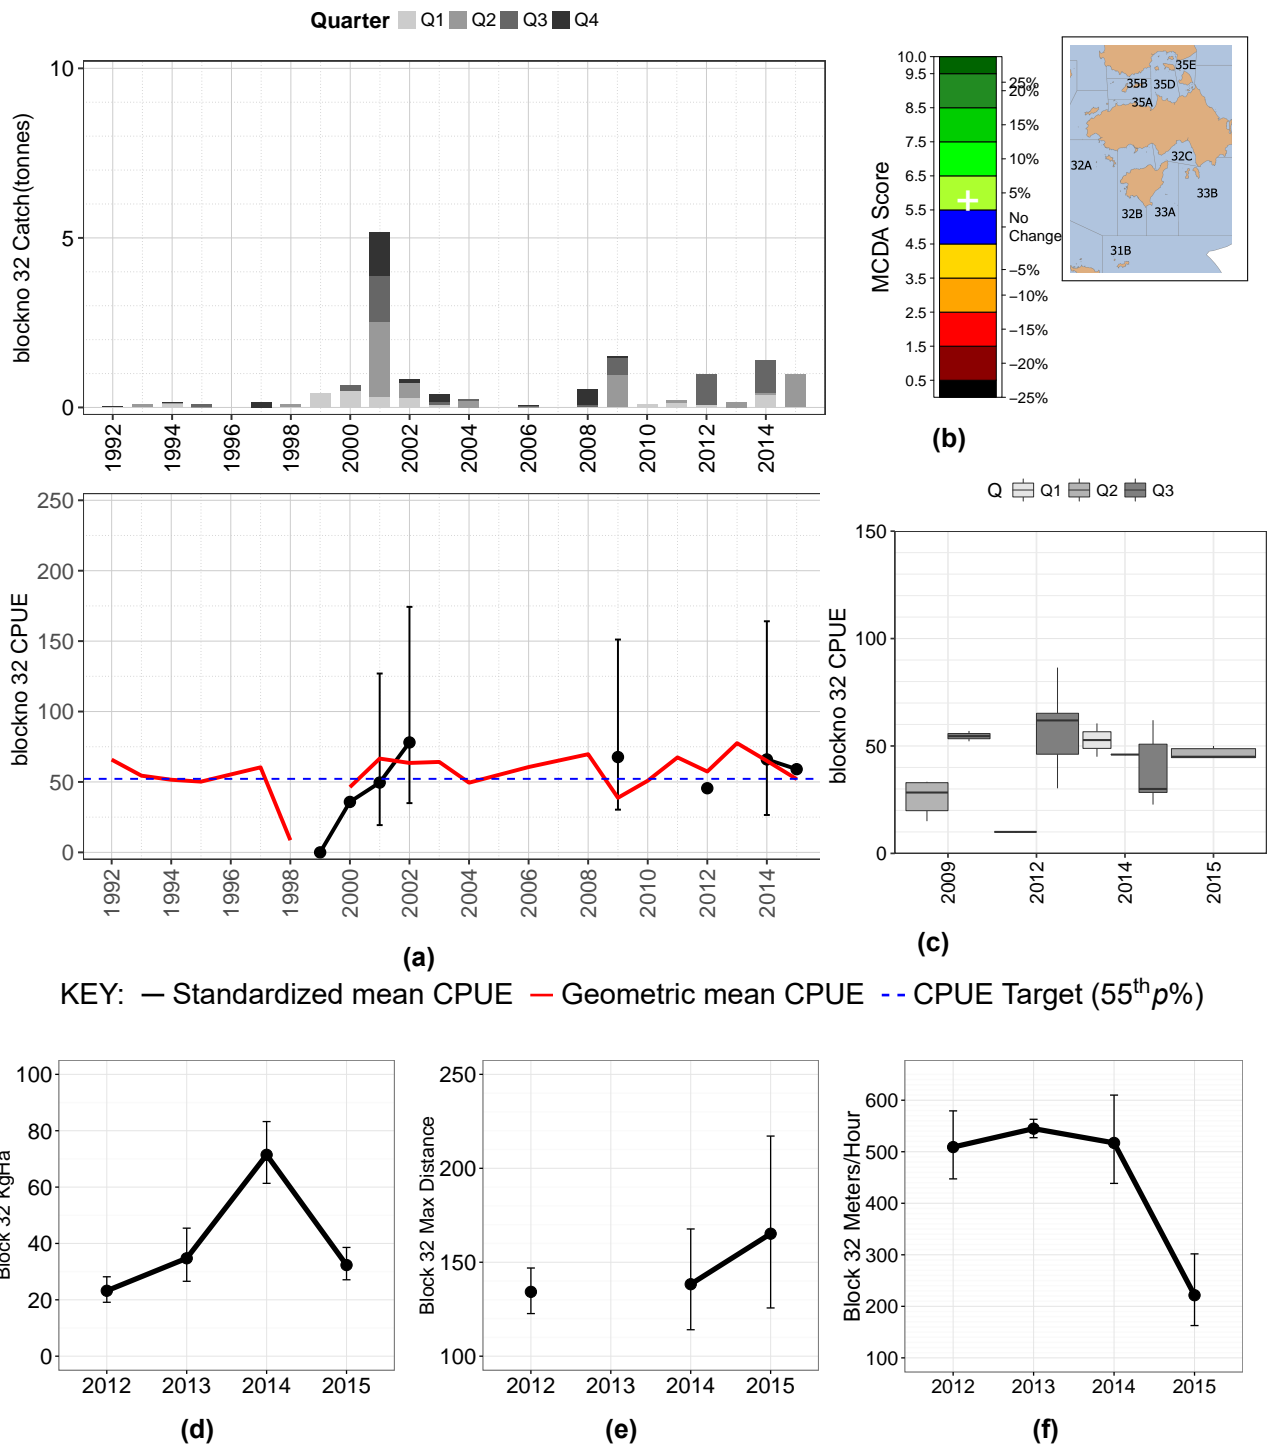 Quarter Q1 Q2 Q3 Q4
blockno 32 Catch(tonnes)
10
5
0
1992 1994 1996 1998 2000 2002 2004 2006 2008 2010 2012 2014
MCDA Score
10.0
9.5
8.5
7.5
6.5
5.5
4.5
3.5
2.5
1.5
0.5
25%
20%
15%
10%
5%
No
Change
−5%
−10%
−15%
−20%
−25%
(b)
35E
35B 35D
35A
32C
32A
33B
32B 33A
31B
blockno 32 CPUE
250
200
150
100
50
0
1992 1994 1996 1998 2000 2002 2004 2006 2008 2010 2012 2014
(a)
Q Q1 Q2 Q3
blockno 32 CPUE
150
100
50
0
2009 2012 2014 2015
(c)
KEY: Standardized mean CPUE Geometric mean CPUE CPUE Target (55th p%)
Block 32 KgHa
100
80
60
40
20
0
2012 2013 2014 2015
(d)
Block 32 Max Distance
250
200
150
100
2012 2013 2014 2015
(e)
Block 32 Meters/Hour
600
500
400
300
200
100
2012 2013 2014 2015
(f)